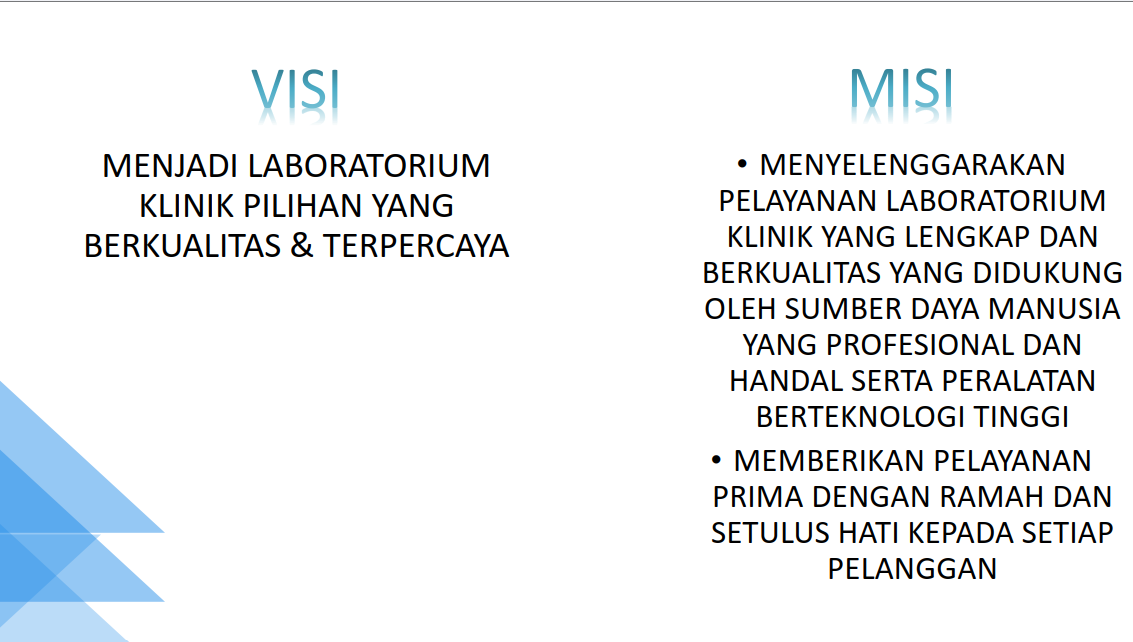 VISI
MENJADI LABORATORIUM
KLINIK PILIHAN YANG
BERKUALITAS & TERPERCAYA
MISI
• MENYELENGGARAKAN
PELAYANAN LABORATORIUM
KLINIK YANG LENGKAP DAN
BERKUALITAS YANG DIDUKUNG
OLEH SUMBER DAYA MANUSIA
YANG PROFESIONAL DAN
HANDAL SERTA PERALATAN
BERTEKNOLOGI TINGGI
• MEMBERIKAN PELAYANAN
PRIMA DENGAN RAMAH DAN
SETULUS HATI KEPADA SETIAP
PELANGGAN